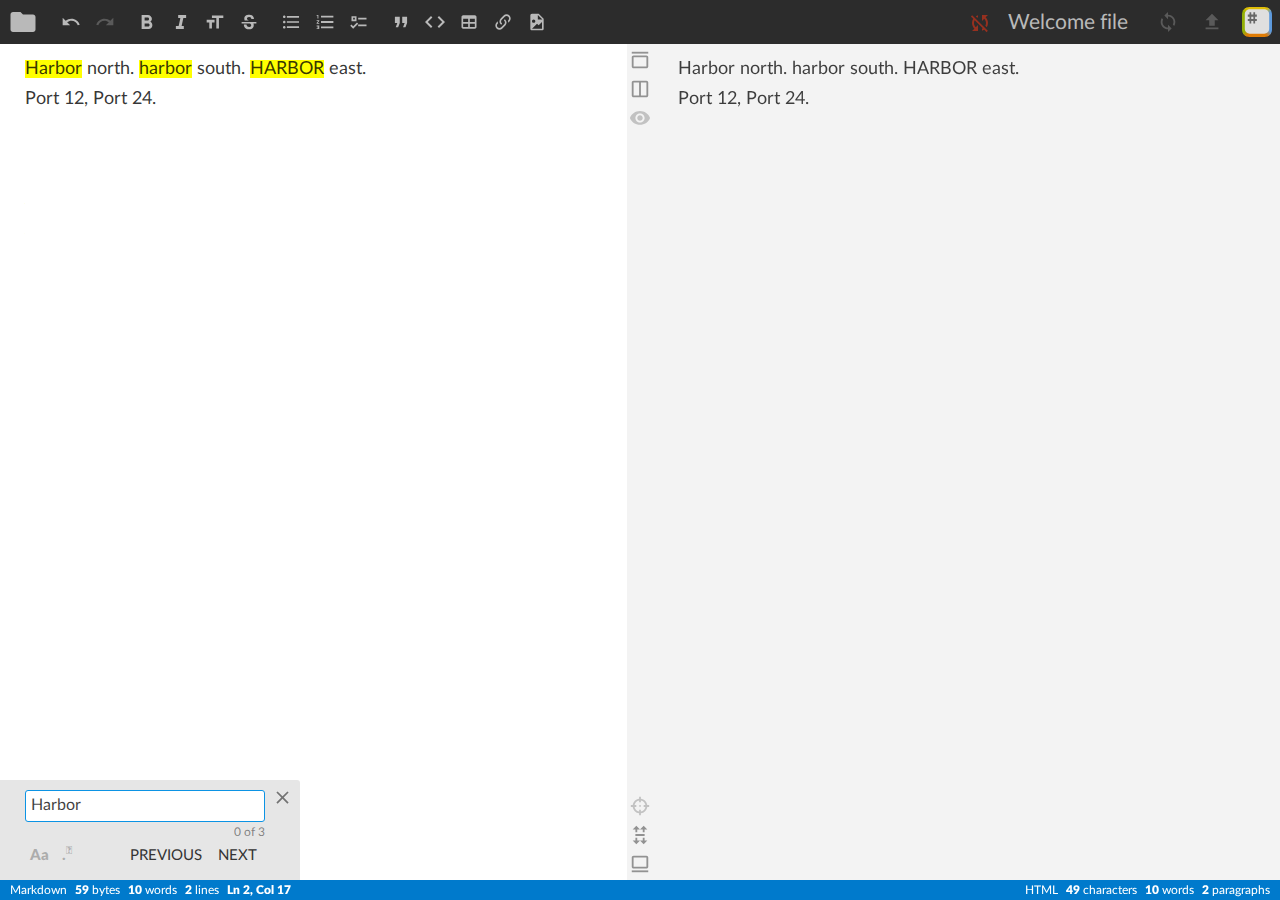 Welcome file
Harbor north. harbor south. HARBOR east.
Port 12, Port 24.
Harbor north. harbor south. HARBOR east.
Port 12, Port 24.
Harbor
0 of 3
Aa .* PREVIOUS NEXT
Markdown 59 bytes 10 words 2 lines Ln 2, Col 17
HTML 49 characters 10 words 2 paragraphs